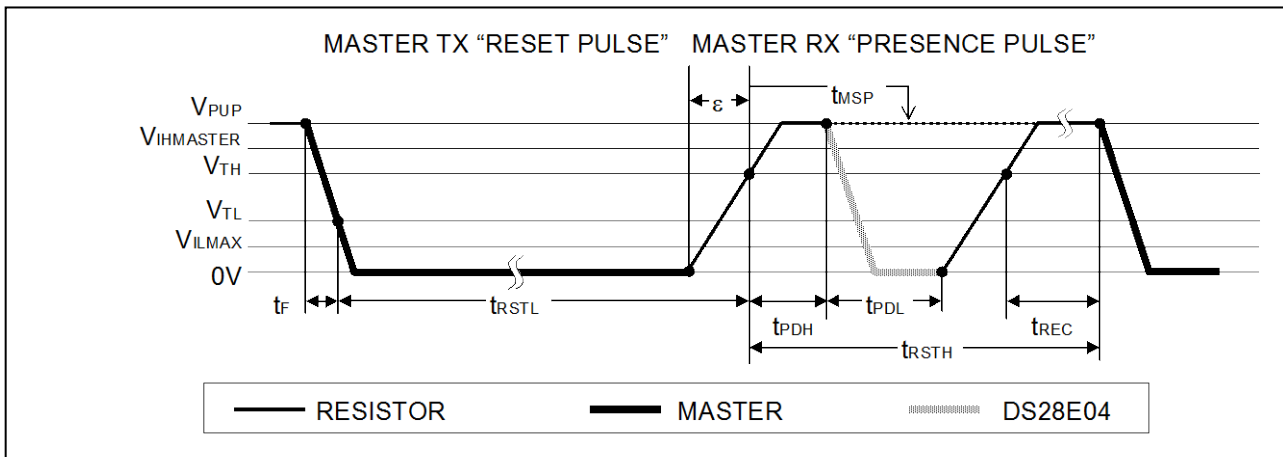 MASTER TX “RESET PULSE” MASTER RX “PRESENCE PULSE”
ε
tMSP
VPUP
VIHMASTER
VTH
VTL
VILMAX
0V
tF
tRSTL
tPDH
tPDL
tREC
tRSTH
RESISTOR MASTER DS28E04